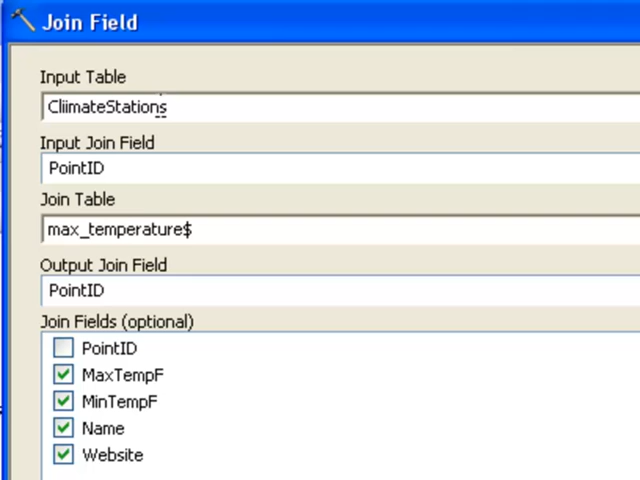 Join Field
Input Table
CliimateStations
Input Join Field
PointID
Join Table
max_temperature$
Output Join Field
PointID
Join Fields (optional)
PointID
MaxTempF
MinTempF
Name
Website